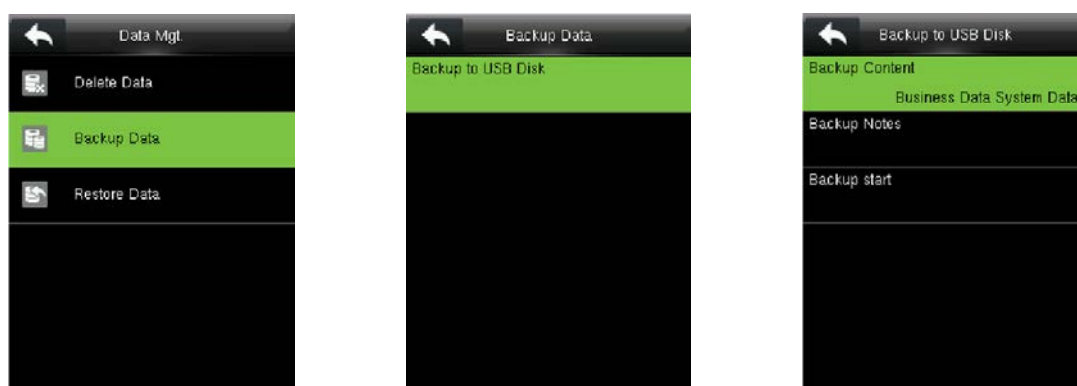 Data Mgt.
Delete Data
Backup Data
Restore Data
Backup Data
Backup to USB Disk
Backup to USB Disk
Backup Content
Business Data System Data
Backup Notes
Backup start